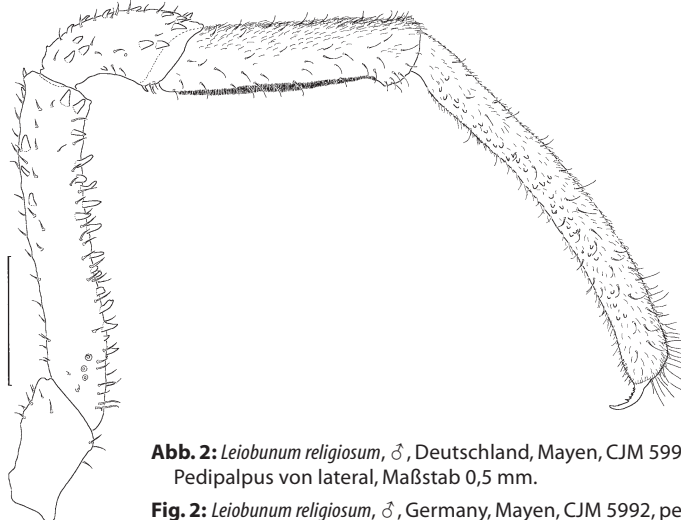 Abb. 2: Leiobunum religiosum, ♂, Deutschland, Mayen, CJM 599
Pedipalpus von lateral, Maßstab 0,5 mm.
Fig. 2: Leiobunum religiosum, ♂, Germany, Mayen, CJM 5992, pe